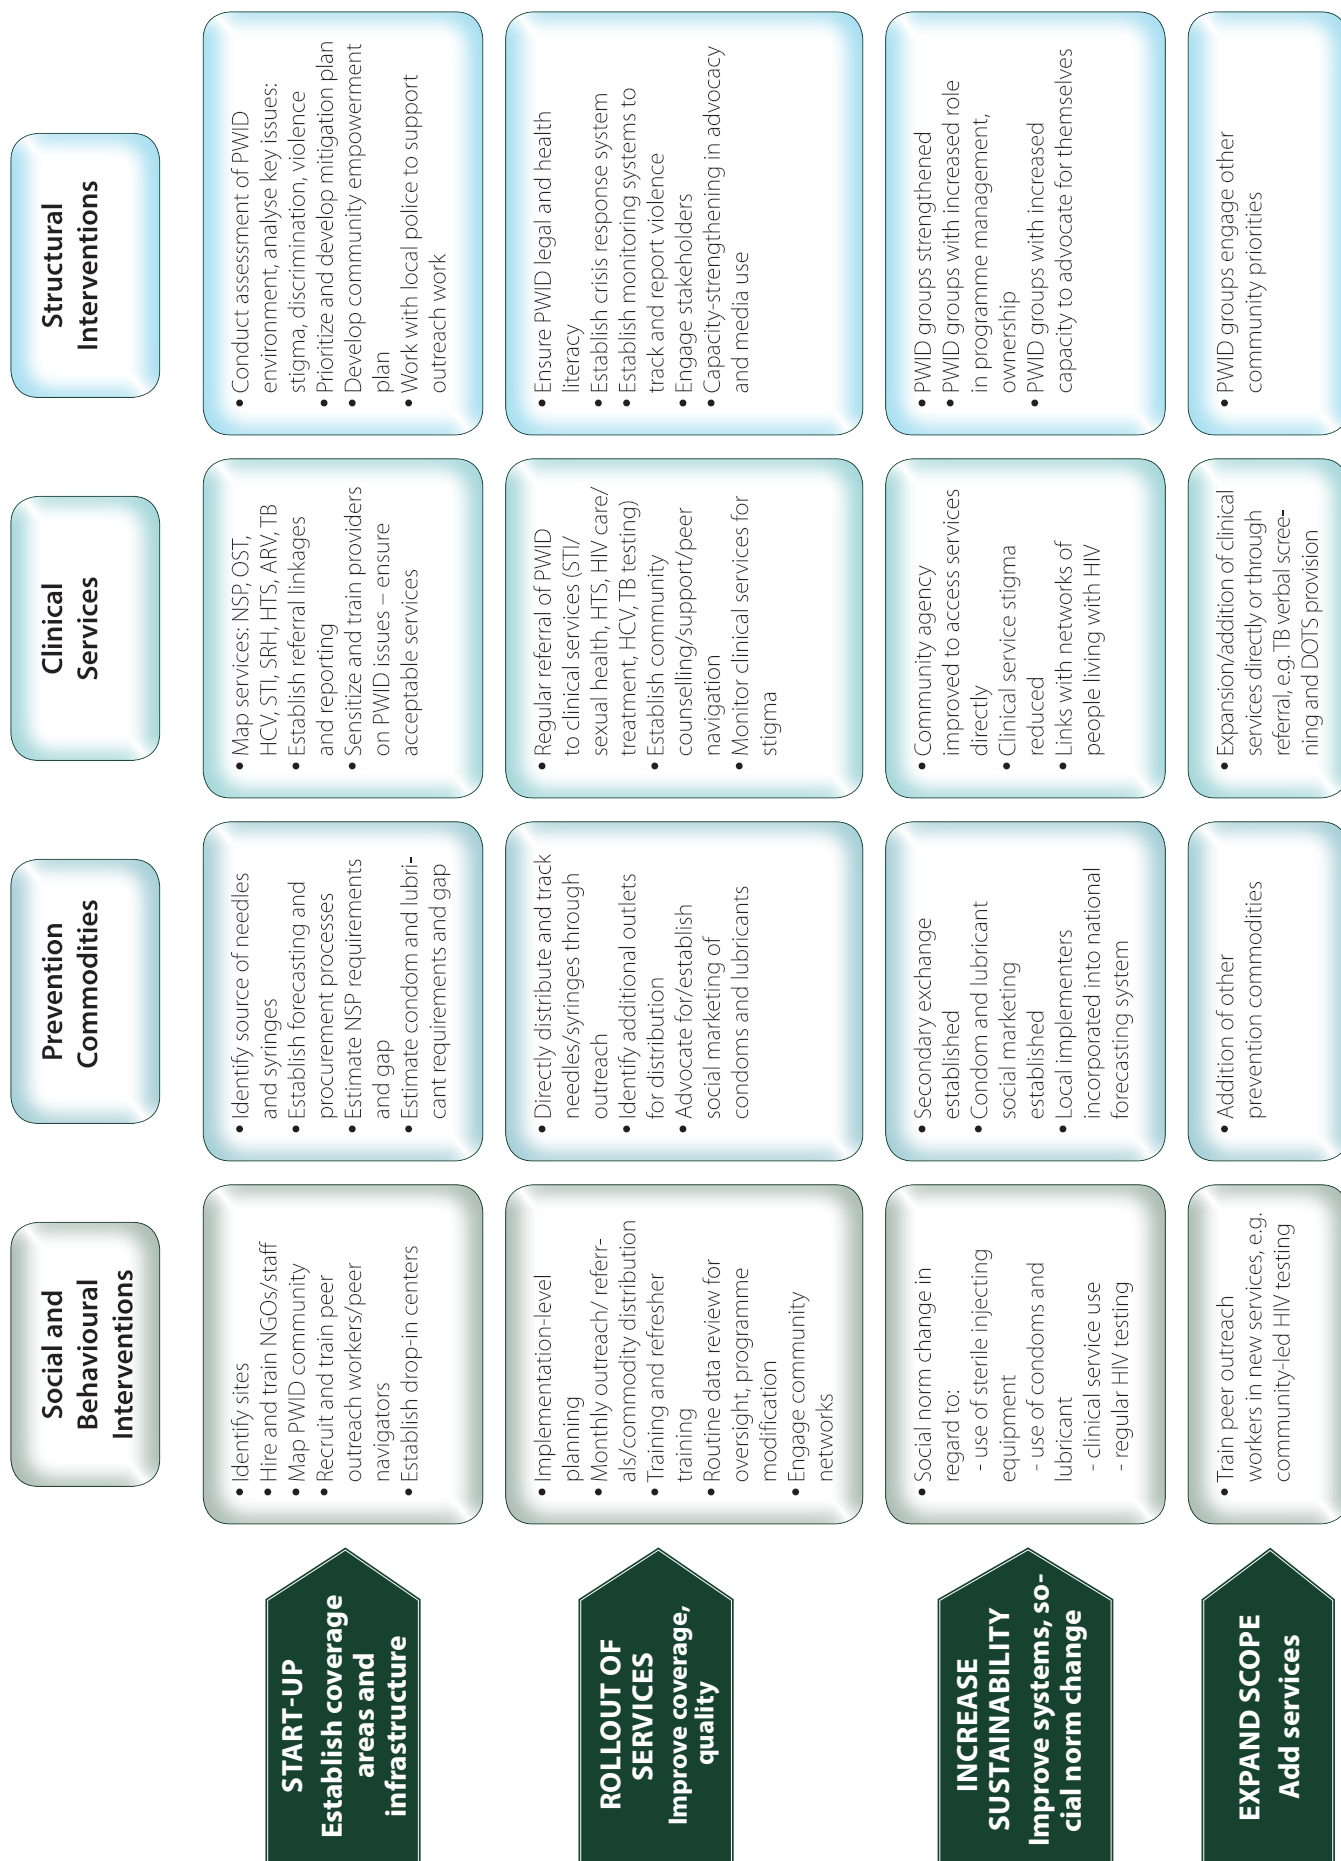 Social and
Behavioural
Interventions
Prevention
Commodities
Clinical
Services
Structural
Interventions
START-UP
Establish coverage
areas and
infrastructure
• Identify sites
• Hire and train NGOs/staff
• Map PWID community
• Recruit and train peer
outreach workers/peer
navigators
• Establish drop-in centers
• Identify source of needles
and syringes
• Establish forecasting and
procurement processes
• Estimate NSP requirements
and gap
• Estimate condom and lubri-
cant requirements and gap
• Map services: NSP, OST,
HCV, STI, SRH, HTS, ARV, TB
• Establish referral linkages
and reporting
• Sensitize and train providers
on PWID issues – ensure
acceptable services
• Conduct assessment of PWID
environment, analyse key issues:
stigma, discrimination, violence
• Prioritize and develop mitigation plan
• Develop community empowerment
plan
• Work with local police to support
outreach work
ROLLOUT OF
SERVICES
Improve coverage,
quality
• Implementation-level
planning
• Monthly outreach/ referr-
als/commodity distribution
• Training and refresher
training
• Routine data review for
oversight, programme
modification
• Engage community
networks
• Directly distribute and track
needles/syringes through
outreach
• Identify additional outlets
for distribution
• Advocate for/establish
social marketing of
condoms and lubricants
• Regular referral of PWID
to clinical services (STI/
sexual health, HTS, HIV care/
treatment, HCV, TB testing)
• Establish community
counselling/support/peer
navigation
• Monitor clinical services for
stigma
• Ensure PWID legal and health
literacy
• Establish crisis response system
• Establish monitoring systems to
track and report violence
• Engage stakeholders
• Capacity-strengthening in advocacy
and media use
INCREASE
SUSTAINABILITY
Improve systems, so-
cial norm change
• Social norm change in
regard to:
- use of sterile injecting
equipment
- use of condoms and
lubricant
- clinical service use
- regular HIV testing
• Secondary exchange
established
• Condom and lubricant
social marketing
established
• Local implementers
incorporated into national
forecasting system
• Community agency
improved to access services
directly
• Clinical service stigma
reduced
• Links with networks of
people living with HIV
• PWID groups strengthened
• PWID groups with increased role
in programme management,
ownership
• PWID groups with increased
capacity to advocate for themselves
EXPAND SCOPE
Add services
• Train peer outreach
workers in new services, e.g.
community-led HIV testing
• Addition of other
prevention commodities
• Expansion/addition of clinical
services directly or through
referral, e.g. TB verbal scree-
ning and DOTS provision
• PWID groups engage other
community priorities